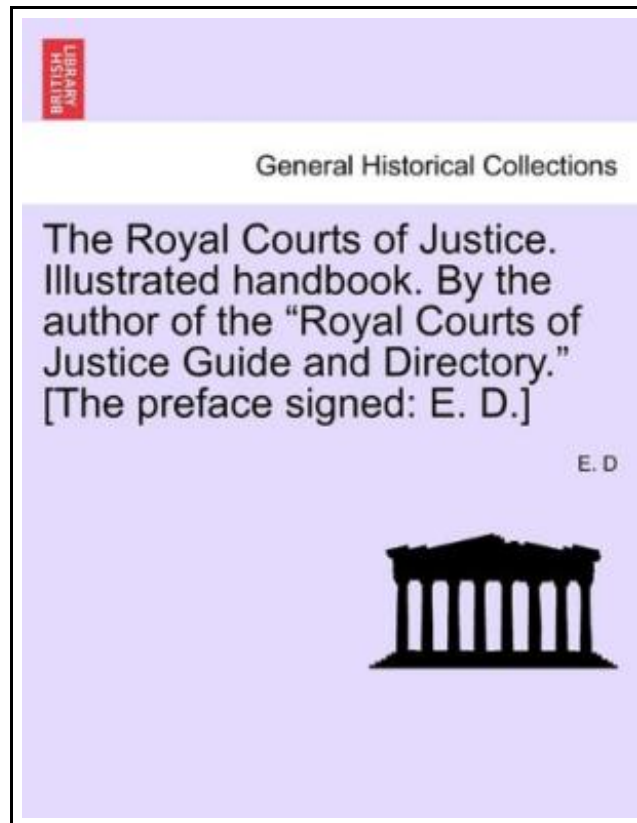 LIBRARY
BRITISH
General Historical Collections
The Royal Courts of Justice.
Illustrated handbook. By the
author of the “Royal Courts of
Justice Guide and Directory.”
[The preface signed: E. D.]
E. D